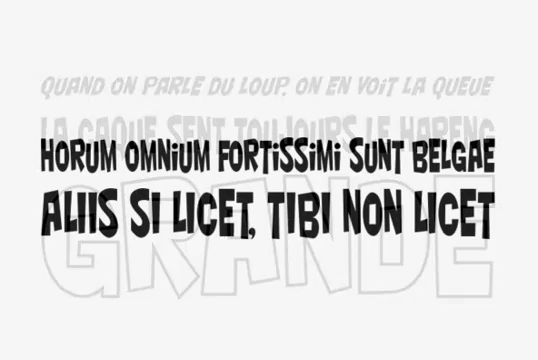 QUAND ON PARLE DU LOUP, ON EN VOiT LA QUEUE
LA CAQUE SENT TOUJOURS LE HARENG
HORUM OMNiUM FORTiSSiMi SUNT BELGAE
ALIIS SI LICET, TIBI NON LICET
GRANDE